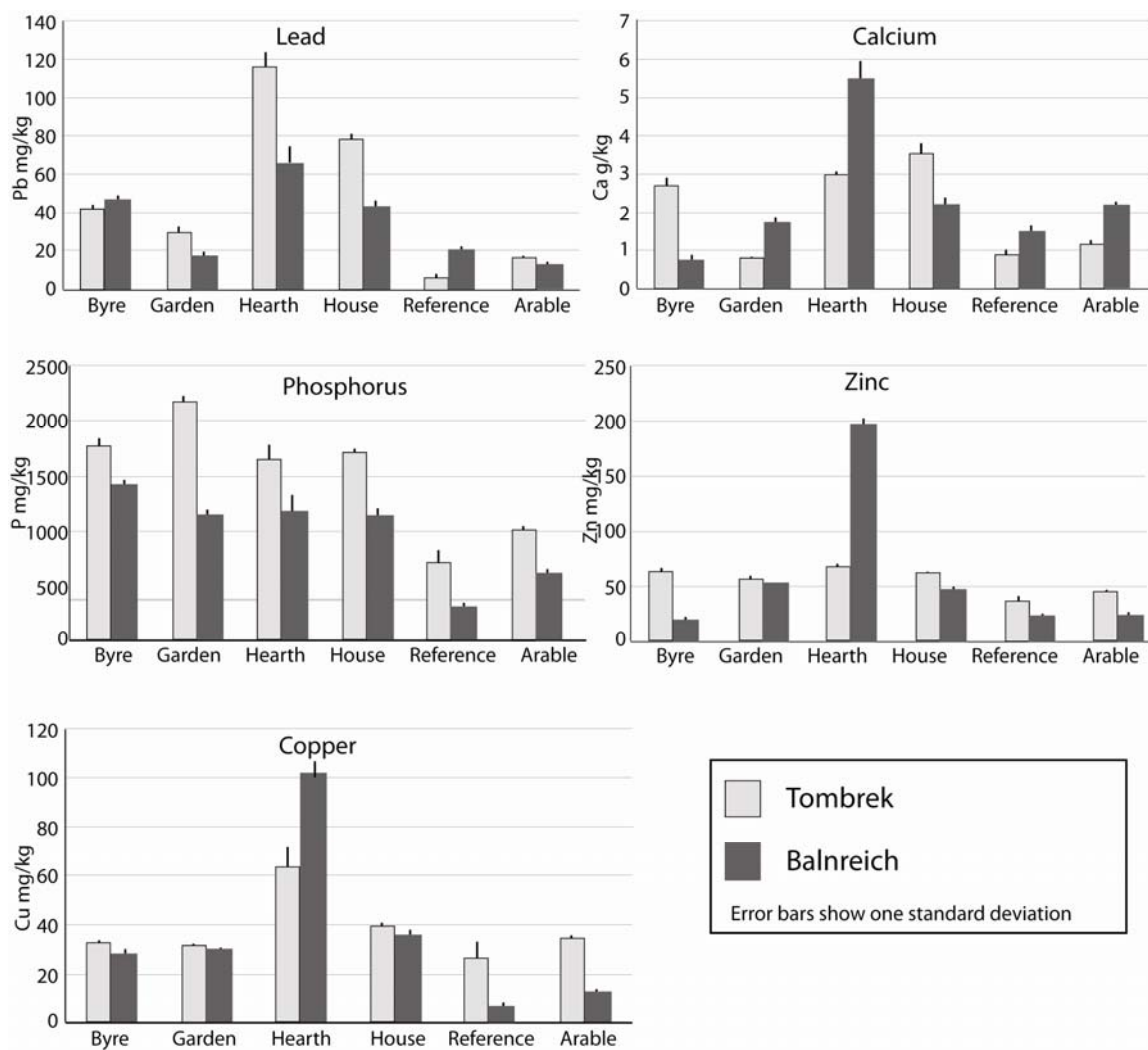 Lead
Pb mg/kg
140
120
100
80
60
40
20
0
Byre Garden Hearth House Reference Arable
Calcium
Ca g/kg
7
6
5
4
3
2
1
0
Byre Garden Hearth House Reference Arable
Phosphorus
P mg/kg
2500
2000
1500
1000
500
0
Byre Garden Hearth House Reference Arable
Zinc
Zn mg/kg
250
200
150
100
50
0
Byre Garden Hearth House Reference Arable
Copper
Cu mg/kg
120
100
80
60
40
20
0
Byre Garden Hearth House Reference Arable
Tombrek
Balnreich
Error bars show one standard deviation